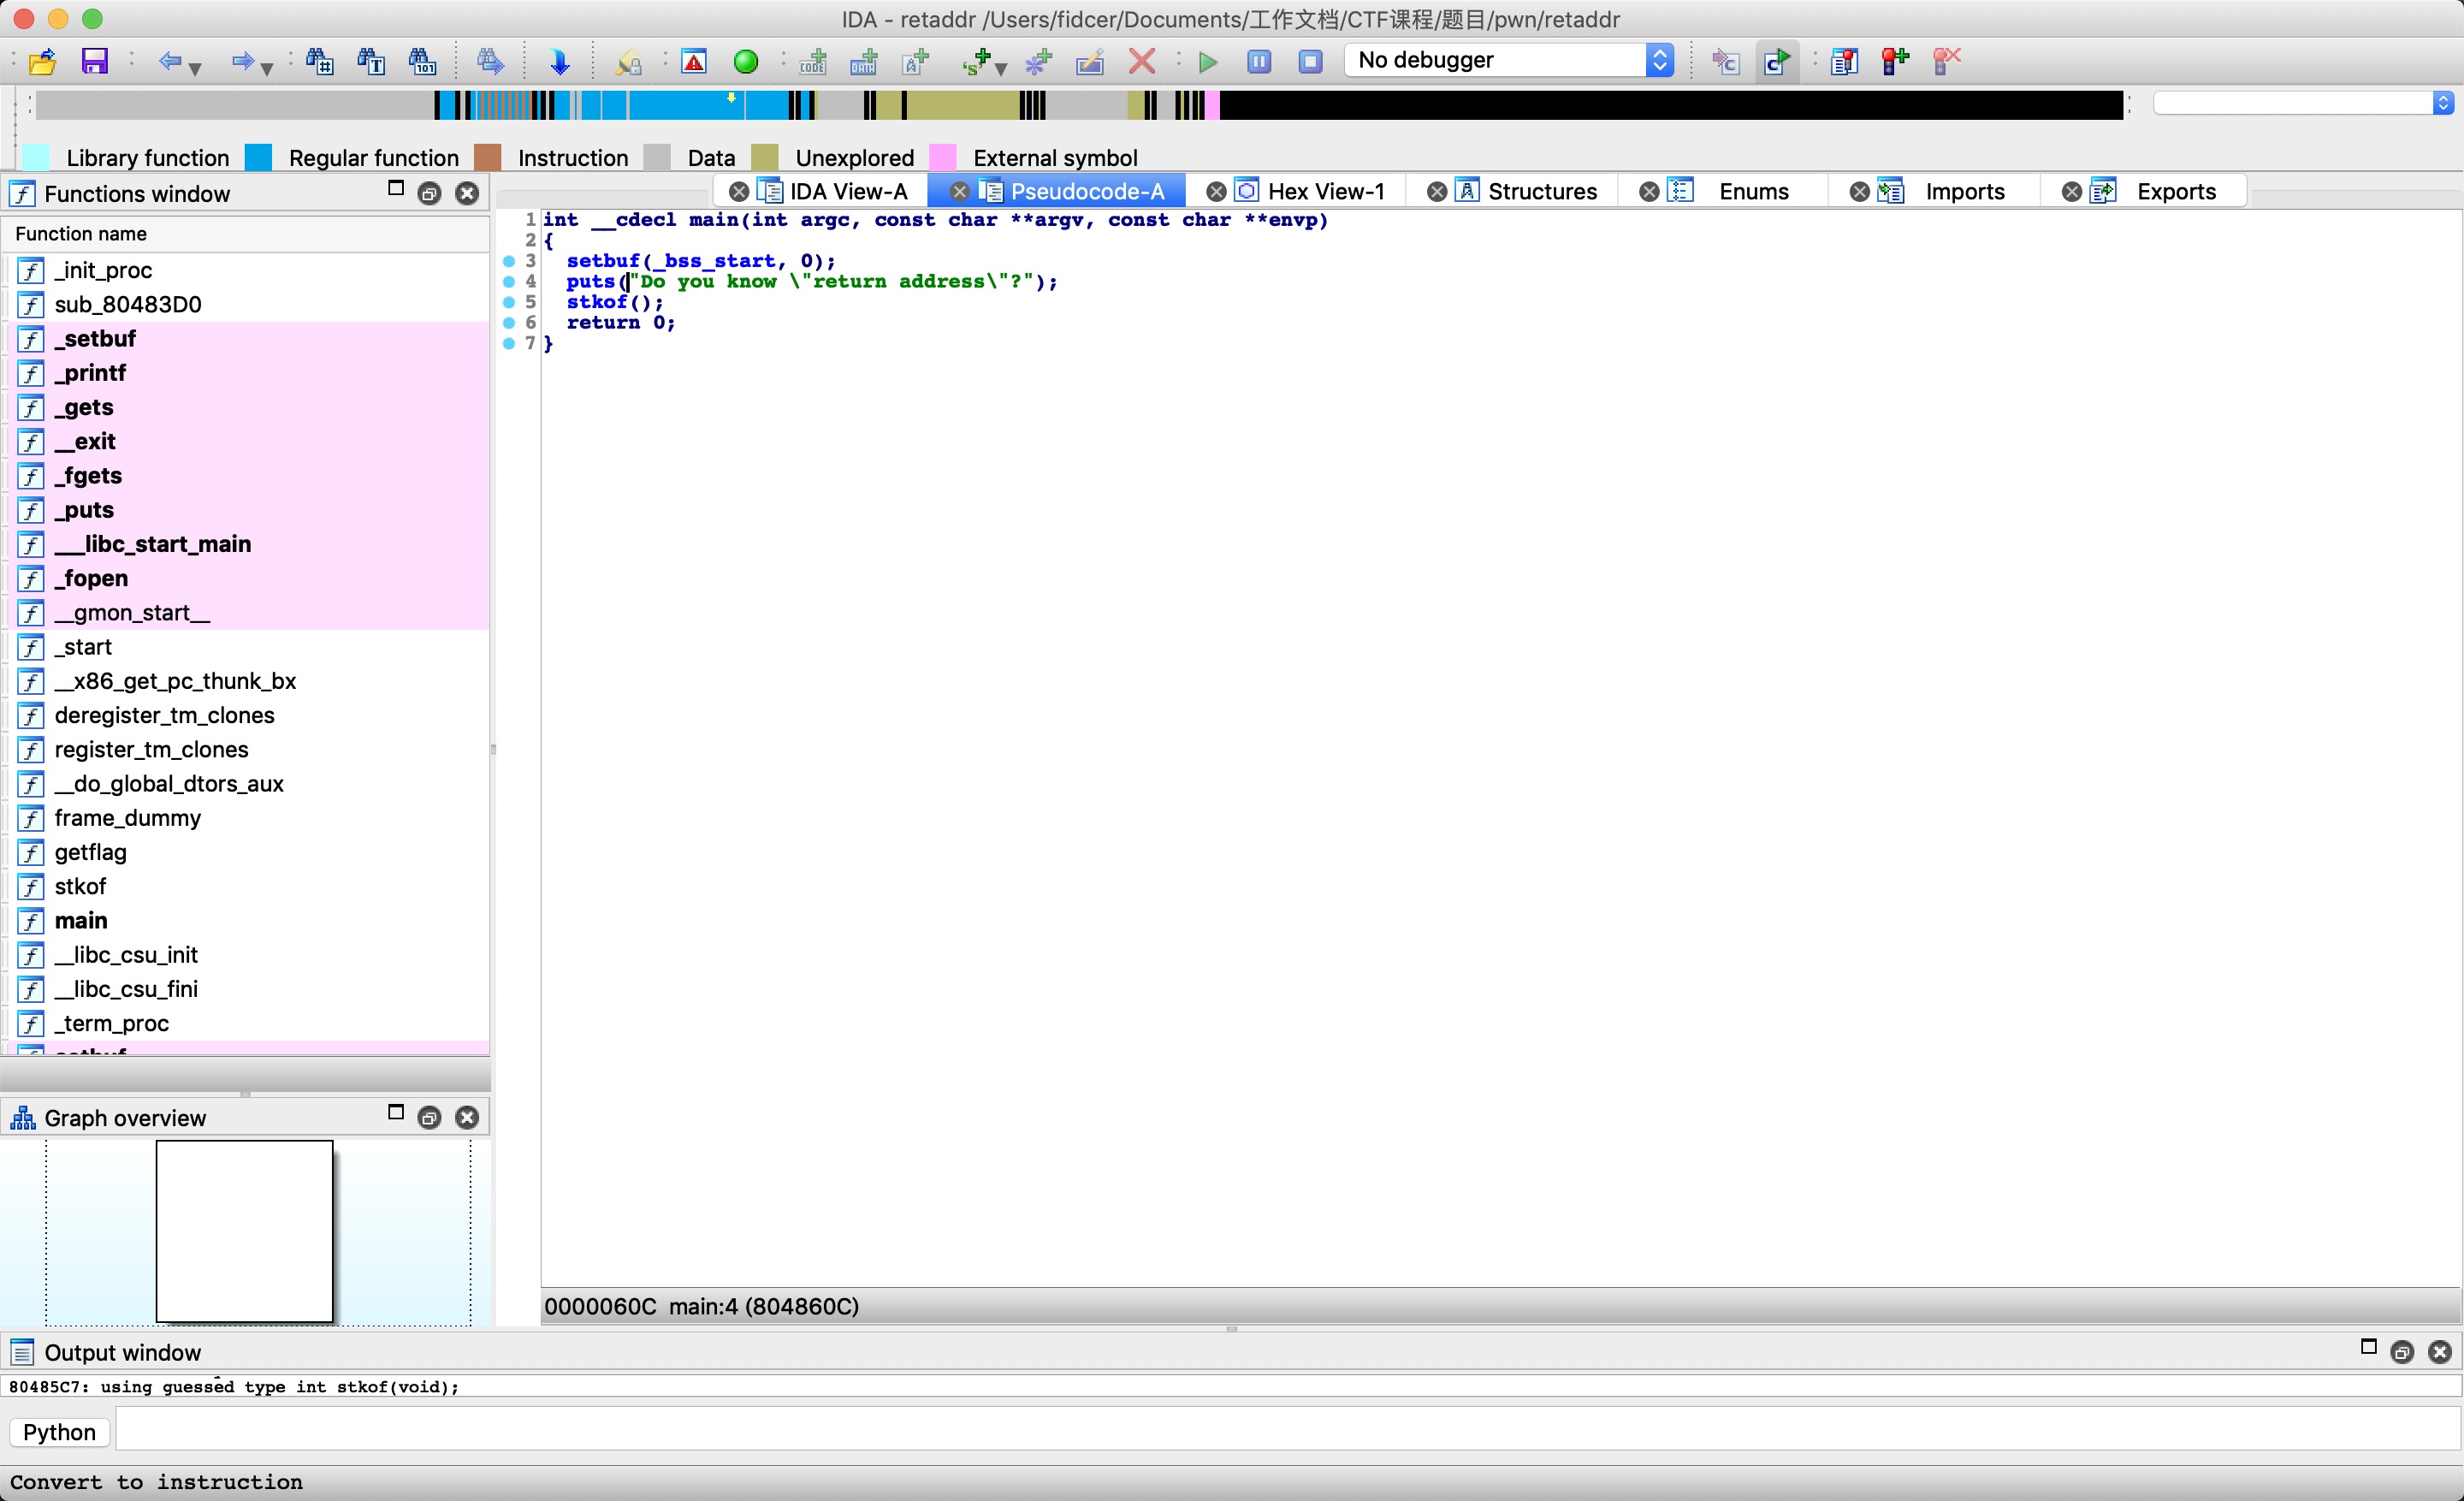 IDA - retaddr /Users/fidcer/Documents/工作文档/CTF课程/题目/pwn/retaddr
No debugger
Library function Regular function Instruction Data Unexplored External symbol
Functions window
IDA View-A Pseudocode-A Hex View-1 Structures Enums Imports Exports
Function name
_init_proc
sub_80483D0
_setbuf
_printf
_gets
__exit
_fgets
_puts
___libc_start_main
_fopen
__gmon_start__
_start
__x86_get_pc_thunk_bx
deregister_tm_clones
register_tm_clones
__do_global_dtors_aux
frame_dummy
getflag
stkof
main
__libc_csu_init
__libc_csu_fini
_term_proc
1 int __cdecl main(int argc, const char **argv, const char **envp)
2 {
3 setbuf(_bss_start, 0);
4 puts("Do you know \"return address\"?");
5 stkof();
6 return 0;
7 }
Graph overview
0000060C main:4 (804860C)
Output window
80485C7: using guessed type int stkof(void);
Python
Convert to instruction